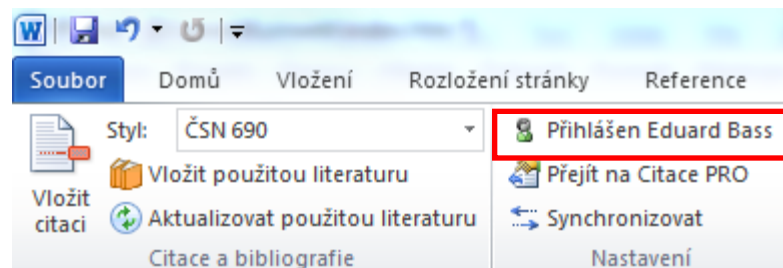 W
Soubor Domů Vložení Rozložení stránky Reference
Styl: ČSN 690 Přihlášen Eduard Bass
Vložit použitou literaturu Přejít na Citace PRO
Vložit citaci Aktualizovat použitou literaturu Synchronizovat
Citace a bibliografie Nastavení